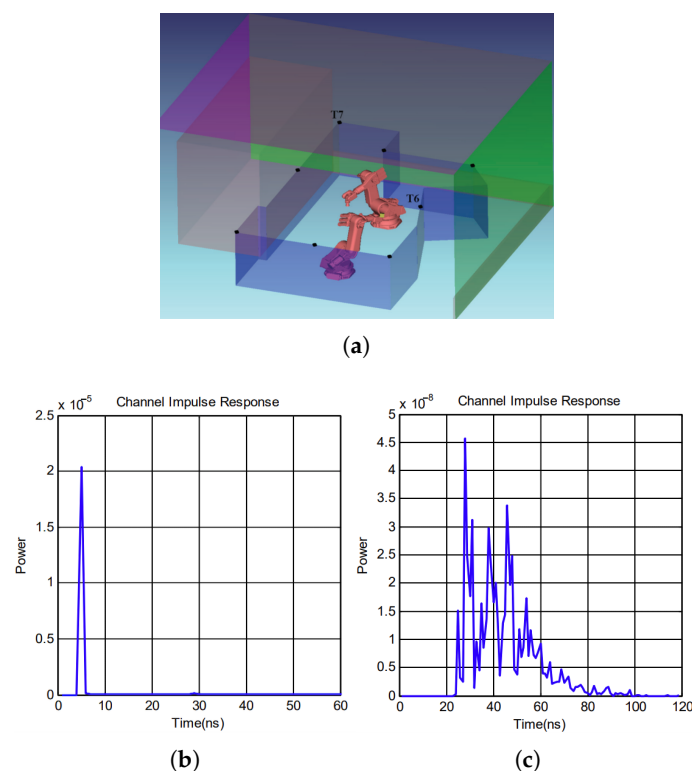 T7
T6
(a)
x 10⁻⁵
Channel Impulse Response
2.5
2
1.5
1
0.5
0
Power
0 10 20 30 40 50 60
Time(ns)
(b)
x 10⁻⁸
Channel Impulse Response
5
4.5
4
3.5
3
2.5
2
1.5
1
0.5
0
Power
0 20 40 60 80 100 120
Time(ns)
(c)